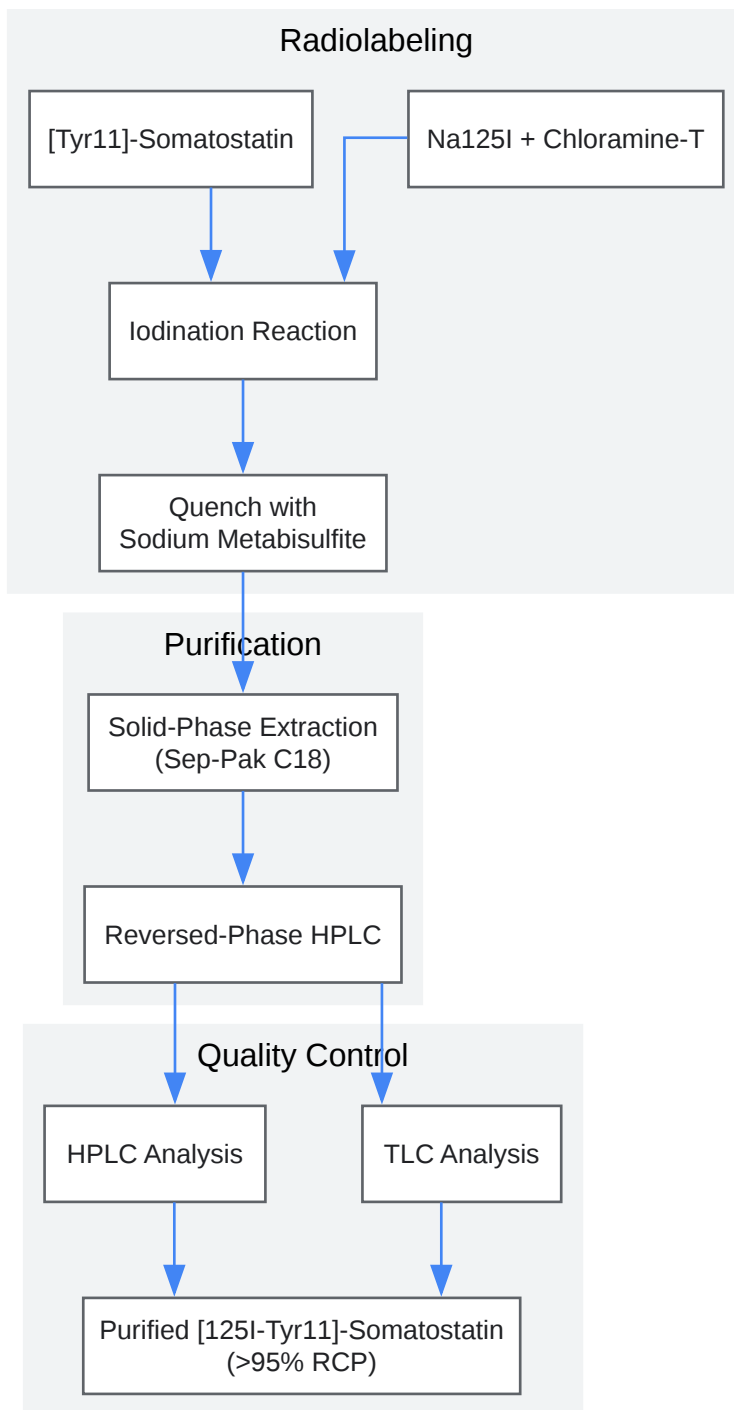 Radiolabeling
[Tyr11]-Somatostatin
Na125I + Chloramine-T
Iodination Reaction
Quench with
Sodium Metabisulfite
Purification
Solid-Phase Extraction
(Sep-Pak C18)
Reversed-Phase HPLC
Quality Control
HPLC Analysis
TLC Analysis
Purified [125I-Tyr11]-Somatostatin
(>95% RCP)